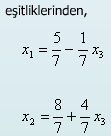 eşitliklerinden,
x₁ = 5/7 − 1/7 x₃
x₂ = 8/7 + 4/7 x₃